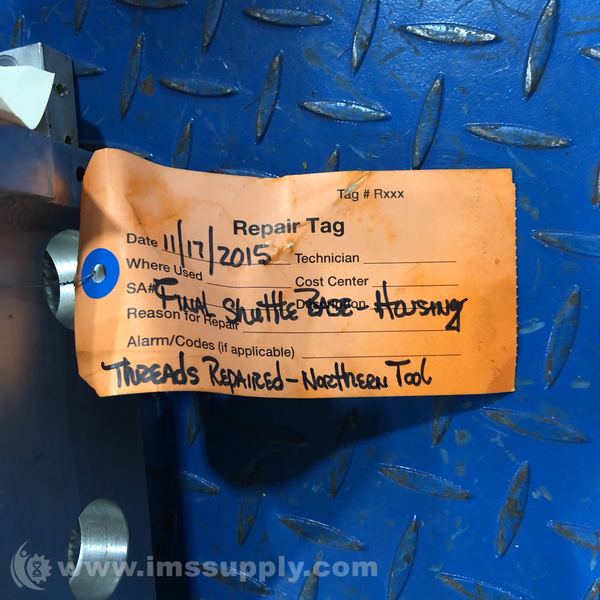 Tag # Rxxx
Repair Tag
Date 11/17/2015 Technician
Where Used Cost Center
SA# Description
FINAL SHUTTLE BASE - HOUSING
Reason for Repair
Alarm/Codes (if applicable)
THREADS REPAIRED - NORTHERN TOOL
www.imssupply.com